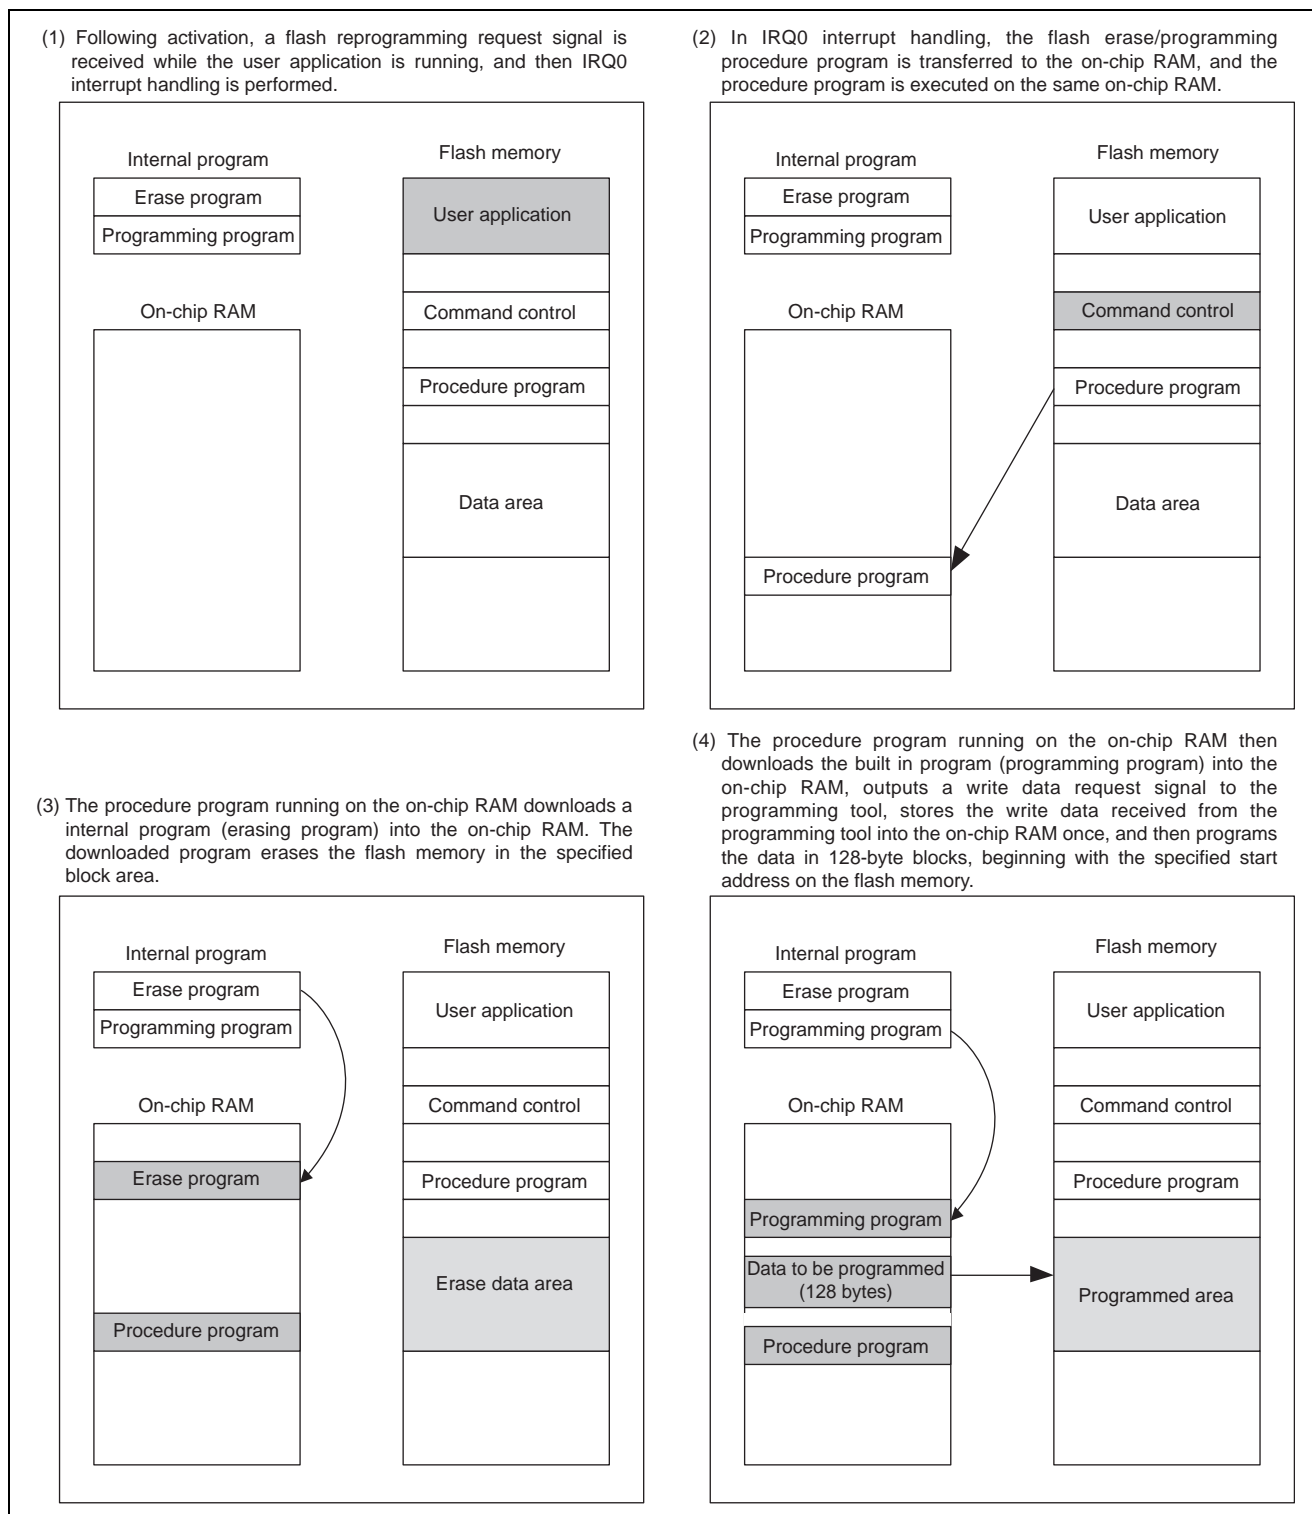 (1) Following activation, a flash reprogramming request signal is
received while the user application is running, and then IRQ0
interrupt handling is performed.
Internal program
Flash memory
Erase program
Programming program
User application
On-chip RAM
Command control
Procedure program
Data area
(2) In IRQ0 interrupt handling, the flash erase/programming
procedure program is transferred to the on-chip RAM, and the
procedure program is executed on the same on-chip RAM.
Internal program
Flash memory
Erase program
Programming program
User application
On-chip RAM
Command control
Procedure program
Data area
Procedure program
(3) The procedure program running on the on-chip RAM downloads a
internal program (erasing program) into the on-chip RAM. The
downloaded program erases the flash memory in the specified
block area.
Internal program
Flash memory
Erase program
Programming program
User application
On-chip RAM
Command control
Erase program
Procedure program
Erase data area
Procedure program
(4) The procedure program running on the on-chip RAM then
downloads the built in program (programming program) into the
on-chip RAM, outputs a write data request signal to the
programming tool, stores the write data received from the
programming tool into the on-chip RAM once, and then programs
the data in 128-byte blocks, beginning with the specified start
address on the flash memory.
Internal program
Flash memory
Erase program
Programming program
User application
On-chip RAM
Command control
Procedure program
Programming program
Data to be programmed
(128 bytes)
Programmed area
Procedure program